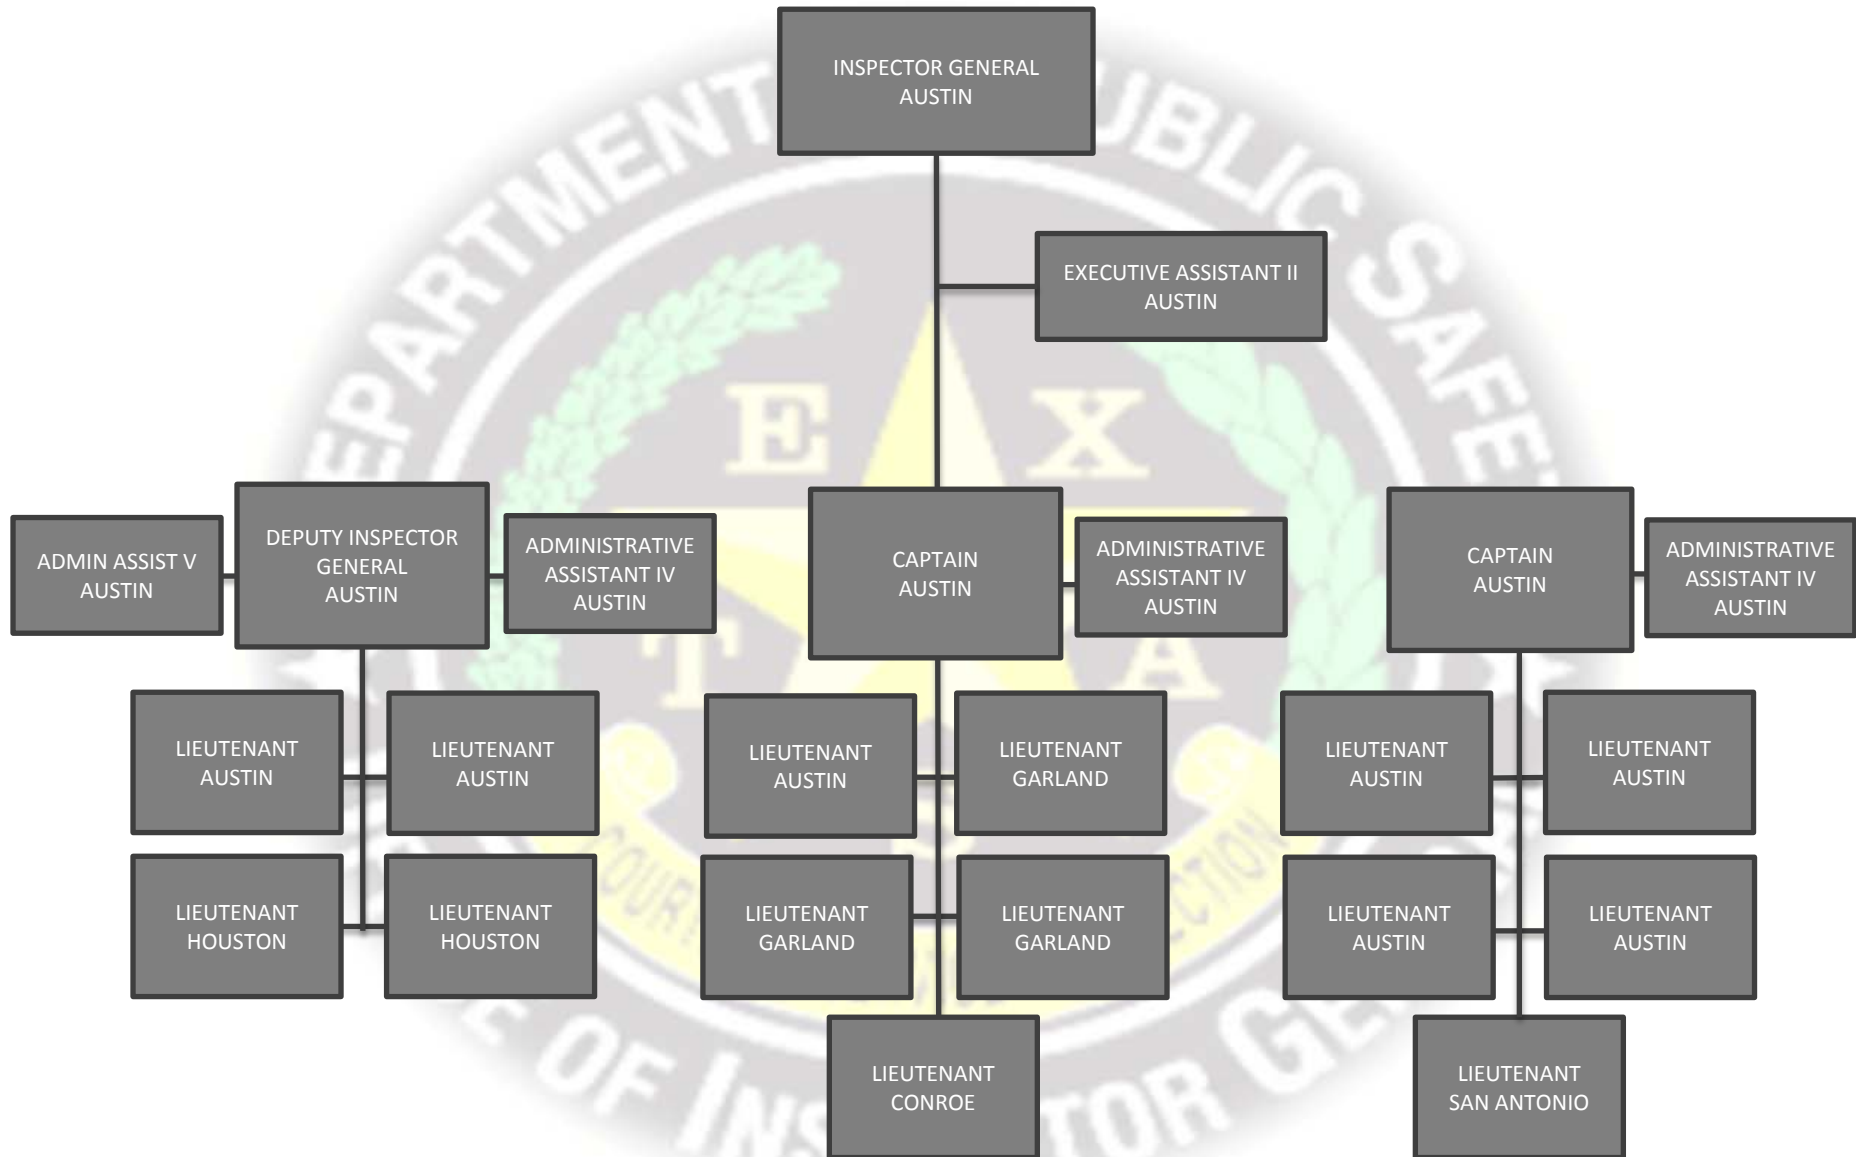 INSPECTOR GENERAL
AUSTIN
EXECUTIVE ASSISTANT II
AUSTIN
ADMIN ASSIST V
AUSTIN
DEPUTY INSPECTOR
GENERAL
AUSTIN
ADMINISTRATIVE
ASSISTANT IV
AUSTIN
CAPTAIN
AUSTIN
ADMINISTRATIVE
ASSISTANT IV
AUSTIN
CAPTAIN
AUSTIN
ADMINISTRATIVE
ASSISTANT IV
AUSTIN
LIEUTENANT
AUSTIN
LIEUTENANT
AUSTIN
LIEUTENANT
AUSTIN
LIEUTENANT
GARLAND
LIEUTENANT
AUSTIN
LIEUTENANT
AUSTIN
LIEUTENANT
HOUSTON
LIEUTENANT
HOUSTON
LIEUTENANT
GARLAND
LIEUTENANT
GARLAND
LIEUTENANT
AUSTIN
LIEUTENANT
AUSTIN
LIEUTENANT
CONROE
LIEUTENANT
SAN ANTONIO
E X
T A
OF